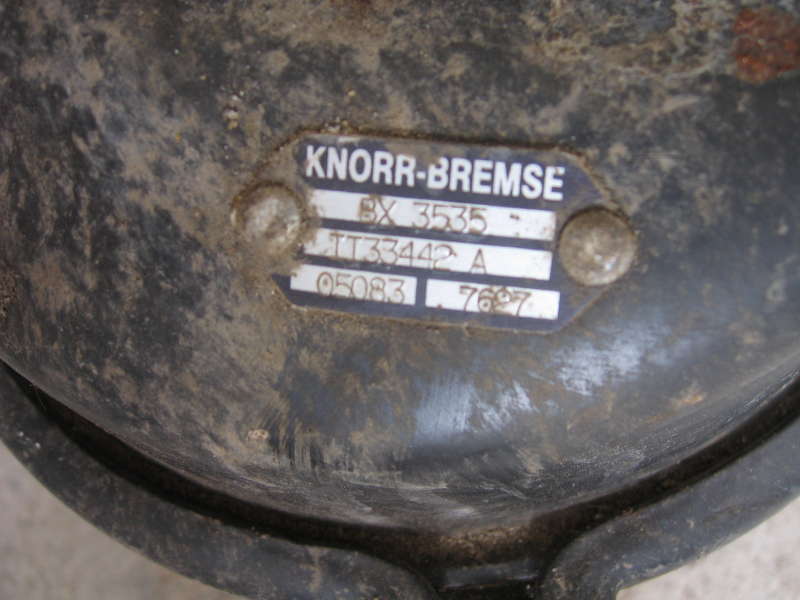 KNORR-BREMSE
BX 3535
II33442 A
05083 7627